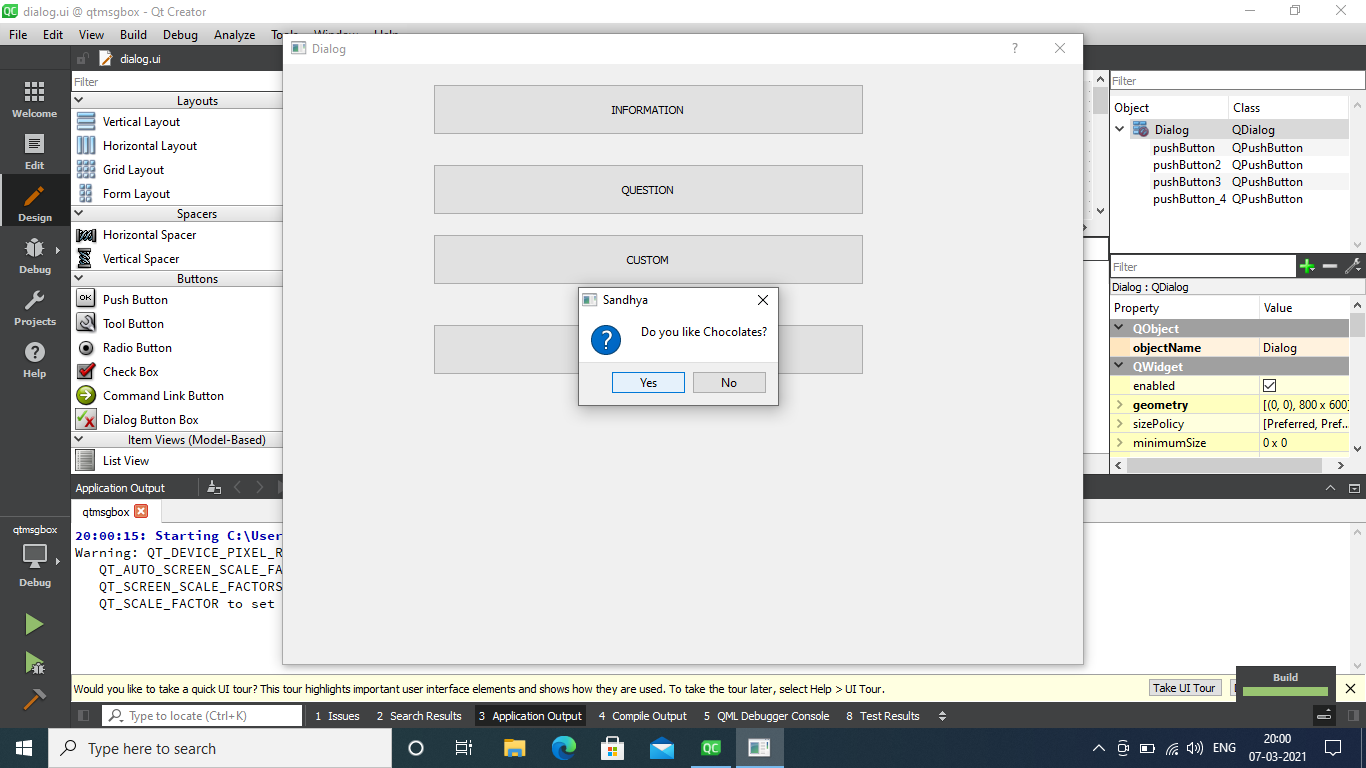 dialog.ui @ qtmsgbox - Qt Creator
File Edit View Build Debug Analyze
Dialog
dialog.ui
Filter
Layouts
Vertical Layout
Horizontal Layout
Grid Layout
Form Layout
Spacers
Horizontal Spacer
Vertical Spacer
Buttons
Push Button
Tool Button
Radio Button
Check Box
Command Link Button
Dialog Button Box
Item Views (Model-Based)
List View
Welcome
Edit
Design
Debug
Projects
Help
qtmsgbox
Debug
INFORMATION
QUESTION
CUSTOM
Sandhya
Do you like Chocolates?
Yes No
Filter
Object Class
Dialog QDialog
pushButton QPushButton
pushButton2 QPushButton
pushButton3 QPushButton
pushButton_4 QPushButton
Filter
Dialog : QDialog
Property Value
QObject
objectName Dialog
QWidget
enabled
geometry [(0, 0), 800 x 600]
sizePolicy [Preferred, Pref...
minimumSize 0 x 0
Application Output
qtmsgbox
20:00:15: Starting C:\User
Warning: QT_DEVICE_PIXEL_R
QT_AUTO_SCREEN_SCALE_FA
QT_SCREEN_SCALE_FACTORS
QT_SCALE_FACTOR to set
Would you like to take a quick UI tour? This tour highlights important user interface elements and shows how they are used. To take the tour later, select Help > UI Tour.
Take UI Tour
Build
Type to locate (Ctrl+K) 1 Issues 2 Search Results 3 Application Output 4 Compile Output 5 QML Debugger Console 8 Test Results
Type here to search
ENG
20:00
07-03-2021